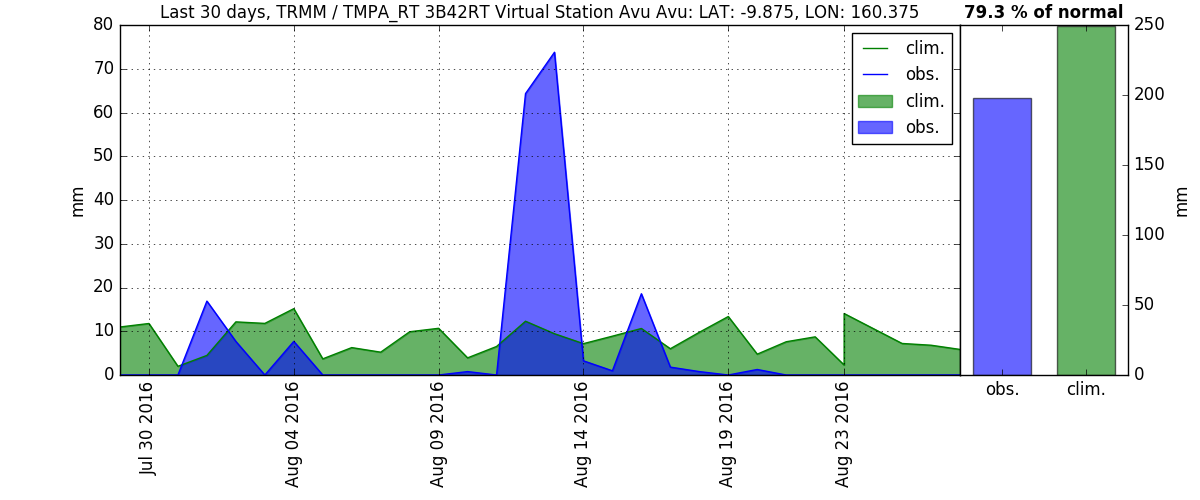 Last 30 days, TRMM / TMPA_RT 3B42RT Virtual Station Avu Avu: LAT: -9.875, LON: 160.375
79.3 % of normal
80
70
60
50
40
30
20
10
0
mm
clim.
obs.
clim.
obs.
Jul 30 2016
Aug 04 2016
Aug 09 2016
Aug 14 2016
Aug 19 2016
Aug 23 2016
250
200
150
100
50
0
mm
obs.
clim.